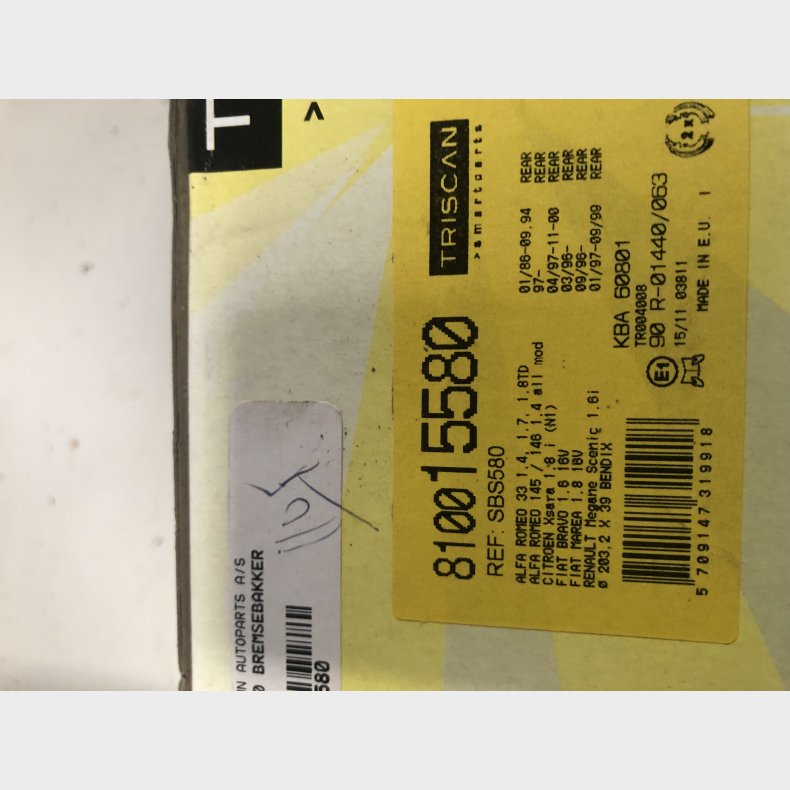 T
>
TRISCAN
>smartparts
810015580
REF: SBS580
ALFA ROMEO 33 1.4, 1.7, 1.8TD 01/86-09.94 REAR
ALFA ROMEO 145 / 146 1.4 all mod 97- REAR
CITROEN Xsara 1.8 i (N1) 04/97-11-00 REAR
FIAT BRAVO 1.6 16V 03/96- REAR
FIAT MAREA 1.8 16V 09/96- REAR
RENAULT Megane Scenic 1.6i 01/97-09/99 REAR
Ø 203.2 X 39 BENDIX
KBA 60801
TR004008
E1 90 R-01440/063
15/11 03811
MADE IN E.U. I
2x
5 709147 319918
N AUTOPARTS A/S
0 BREMSEBAKKER
580